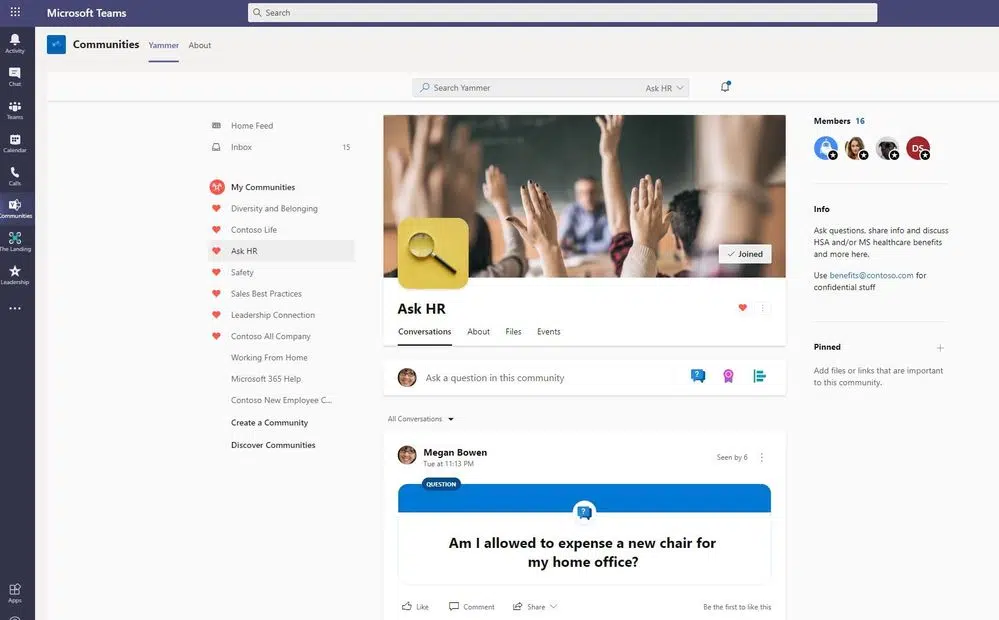 Microsoft Teams
Search
Activity
Chat
Teams
Calendar
Calls
Communities
The Landing
Leadership
Apps
Communities
Yammer
About
Search Yammer
Ask HR
Home Feed
Inbox 15
My Communities
Diversity and Belonging
Contoso Life
Ask HR
Safety
Sales Best Practices
Leadership Connection
Contoso All Company
Working From Home
Microsoft 365 Help
Contoso New Employee C...
Create a Community
Discover Communities
Joined
Ask HR
Conversations About Files Events
? Ask a question in this community
All Conversations
Megan Bowen
Tue at 11:13 PM
Seen by 6
QUESTION
?
Am I allowed to expense a new chair for
my home office?
Like Comment Share Be the first to like this
Members 16
DS
Info
Ask questions, share info and discuss
HSA and/or MS healthcare benefits
and more here.
Use benefits@contoso.com for
confidential stuff
Pinned
Add files or links that are important
to this community.